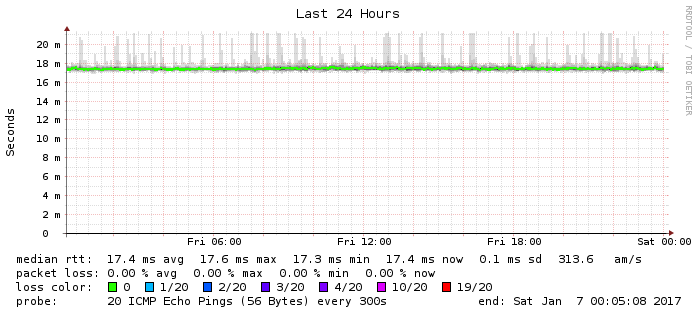 Last 24 Hours
RRDTOOL / TOBI OETIKER
Seconds
20 m
18 m
16 m
14 m
12 m
10 m
8 m
6 m
4 m
2 m
0
Fri 06:00 Fri 12:00 Fri 18:00 Sat 00:00
median rtt: 17.4 ms avg 17.6 ms max 17.3 ms min 17.4 ms now 0.1 ms sd 313.6 am/s
packet loss: 0.00 % avg 0.00 % max 0.00 % min 0.00 % now
loss color: 0 1/20 2/20 3/20 4/20 10/20 19/20
probe: 20 ICMP Echo Pings (56 Bytes) every 300s end: Sat Jan 7 00:05:08 2017